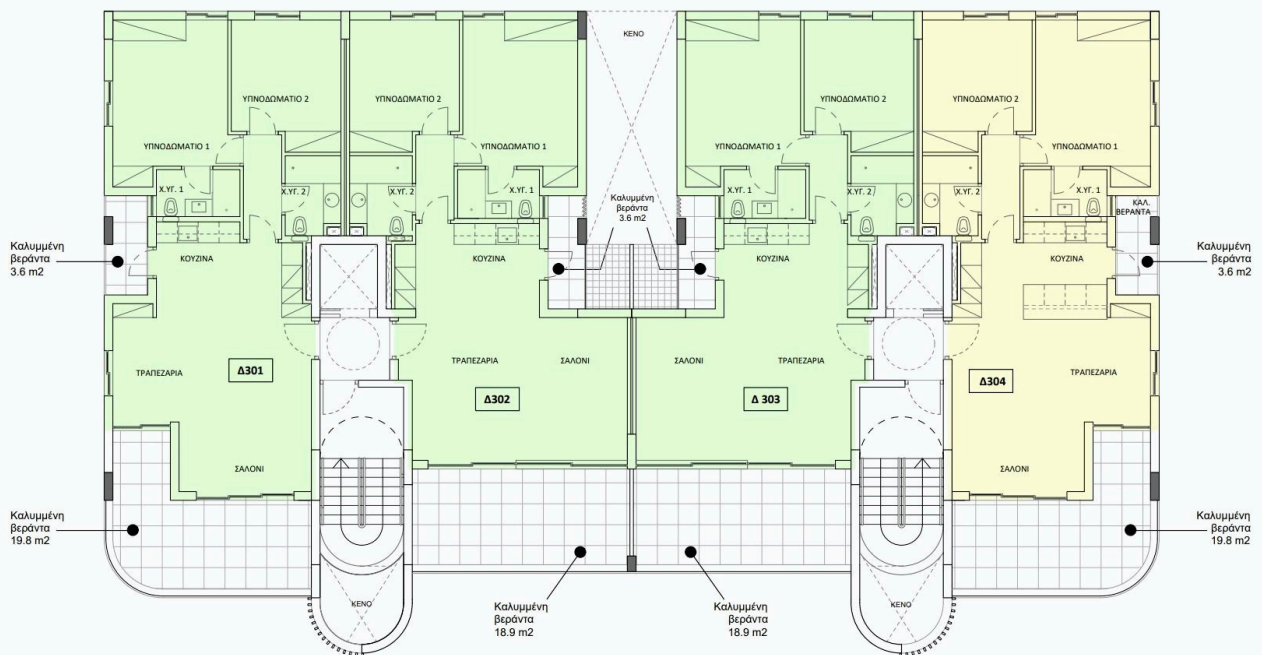 ΚΕΝΟ
ΥΠΝΟΔΩΜΑΤΙΟ 2
ΥΠΝΟΔΩΜΑΤΙΟ 2
ΥΠΝΟΔΩΜΑΤΙΟ 2
ΥΠΝΟΔΩΜΑΤΙΟ 2
ΥΠΝΟΔΩΜΑΤΙΟ 1
ΥΠΝΟΔΩΜΑΤΙΟ 1
ΥΠΝΟΔΩΜΑΤΙΟ 1
ΥΠΝΟΔΩΜΑΤΙΟ 1
Χ.ΥΓ. 1
Χ.ΥΓ. 2
Χ.ΥΓ. 2
Χ.ΥΓ. 1
Χ.ΥΓ. 1
Χ.ΥΓ. 2
Χ.ΥΓ. 2
Χ.ΥΓ. 1
Καλυμμένη
βεράντα
3.6 m2
ΚΑΛ.
ΒΕΡΑΝΤΑ
Καλυμμένη
βεράντα
3.6 m2
ΚΟΥΖΙΝΑ
ΚΟΥΖΙΝΑ
ΚΟΥΖΙΝΑ
ΚΟΥΖΙΝΑ
Καλυμμένη
βεράντα
3.6 m2
ΤΡΑΠΕΖΑΡΙΑ
Δ301
ΤΡΑΠΕΖΑΡΙΑ
ΣΑΛΟΝΙ
Δ302
ΣΑΛΟΝΙ
ΤΡΑΠΕΖΑΡΙΑ
Δ 303
Δ304
ΤΡΑΠΕΖΑΡΙΑ
ΣΑΛΟΝΙ
ΣΑΛΟΝΙ
Καλυμμένη
βεράντα
19.8 m2
Καλυμμένη
βεράντα
19.8 m2
ΚΕΝΟ
Καλυμμένη
βεράντα
18.9 m2
Καλυμμένη
βεράντα
18.9 m2
ΚΕΝΟ